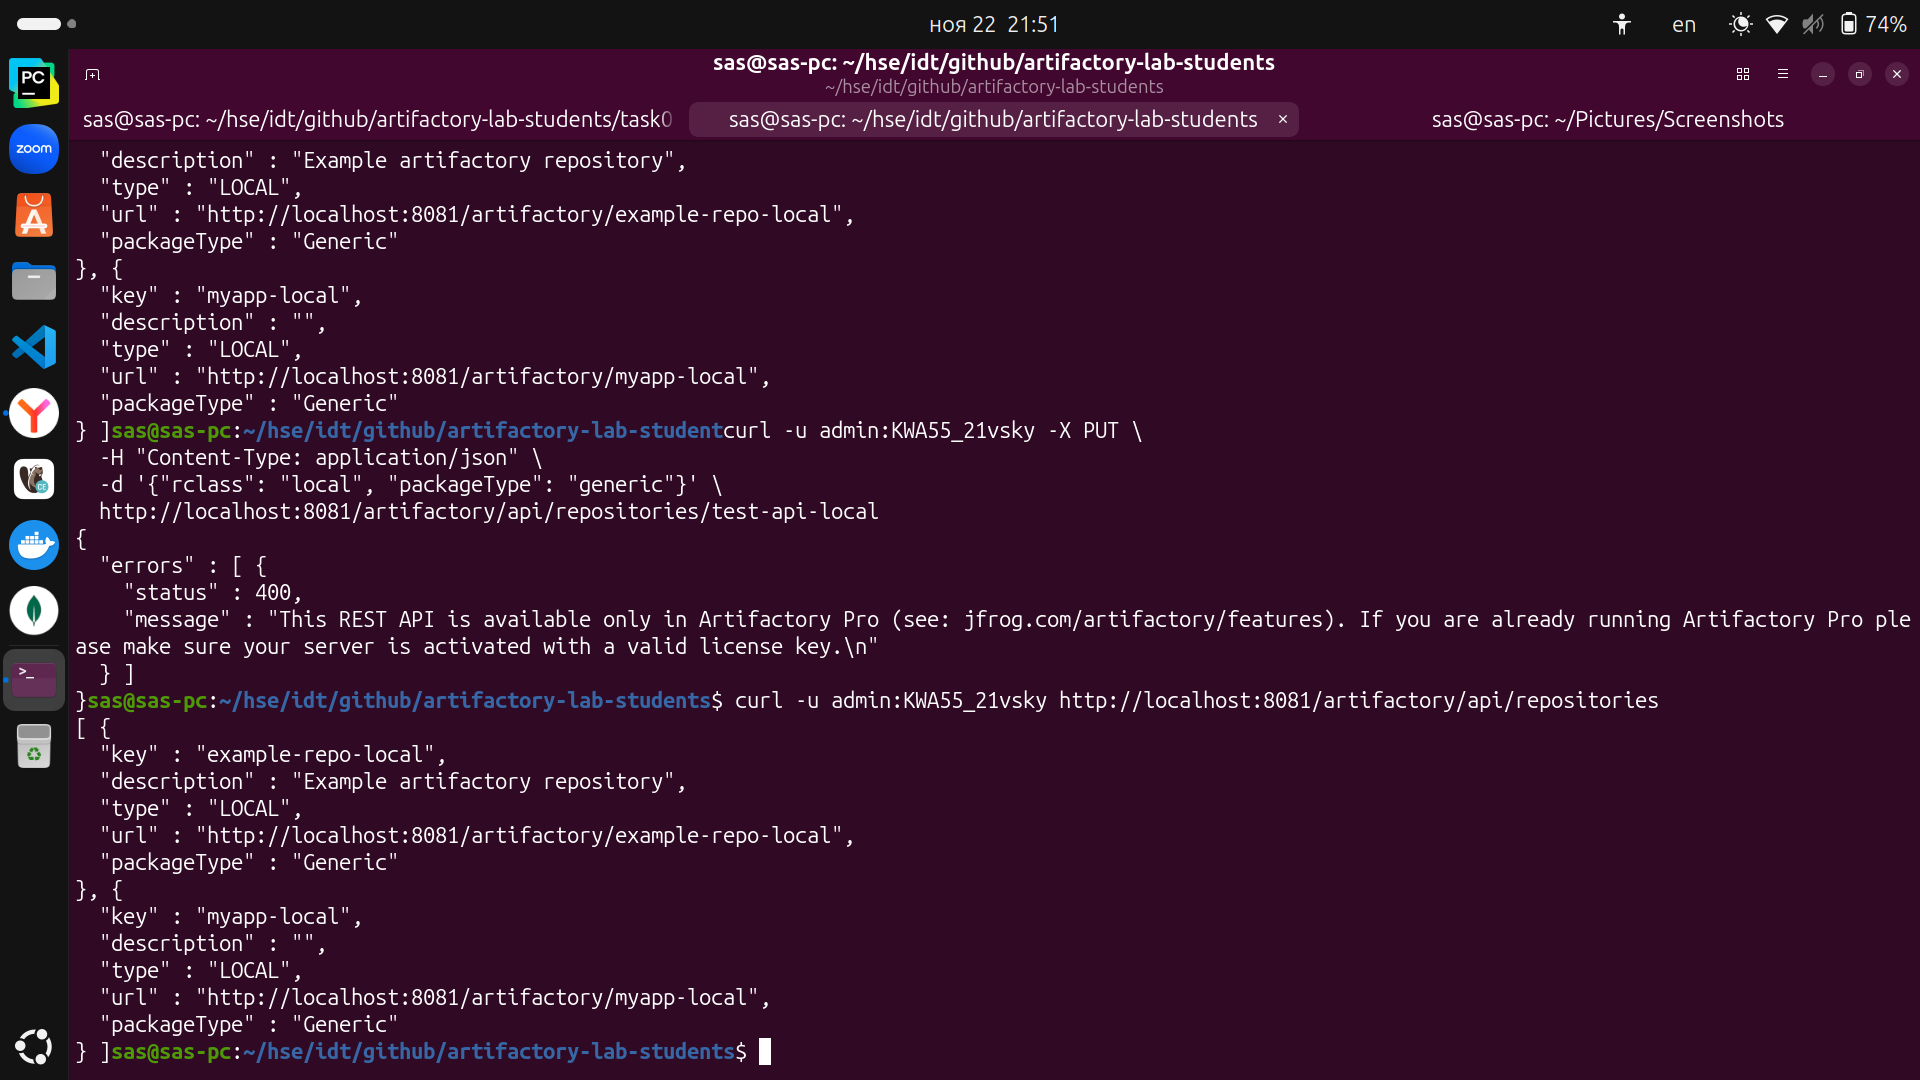 ноя 22 21:51
en
74%
sas@sas-pc: ~/hse/idt/github/artifactory-lab-students
~/hse/idt/github/artifactory-lab-students
sas@sas-pc: ~/hse/idt/github/artifactory-lab-students/task0
sas@sas-pc: ~/hse/idt/github/artifactory-lab-students
sas@sas-pc: ~/Pictures/Screenshots
PC
zoom
"description" : "Example artifactory repository",
"type" : "LOCAL",
"url" : "http://localhost:8081/artifactory/example-repo-local",
"packageType" : "Generic"
}, {
"key" : "myapp-local",
"description" : "",
"type" : "LOCAL",
"url" : "http://localhost:8081/artifactory/myapp-local",
"packageType" : "Generic"
} ]sas@sas-pc:~/hse/idt/github/artifactory-lab-studentcurl -u admin:KWA55_21vsky -X PUT \
-H "Content-Type: application/json" \
-d '{"rclass": "local", "packageType": "generic"}' \
http://localhost:8081/artifactory/api/repositories/test-api-local
{
"errors" : [ {
"status" : 400,
"message" : "This REST API is available only in Artifactory Pro (see: jfrog.com/artifactory/features). If you are already running Artifactory Pro ple
ase make sure your server is activated with a valid license key.\n"
} ]
}sas@sas-pc:~/hse/idt/github/artifactory-lab-students$ curl -u admin:KWA55_21vsky http://localhost:8081/artifactory/api/repositories
[ {
"key" : "example-repo-local",
"description" : "Example artifactory repository",
"type" : "LOCAL",
"url" : "http://localhost:8081/artifactory/example-repo-local",
"packageType" : "Generic"
}, {
"key" : "myapp-local",
"description" : "",
"type" : "LOCAL",
"url" : "http://localhost:8081/artifactory/myapp-local",
"packageType" : "Generic"
} ]sas@sas-pc:~/hse/idt/github/artifactory-lab-students$